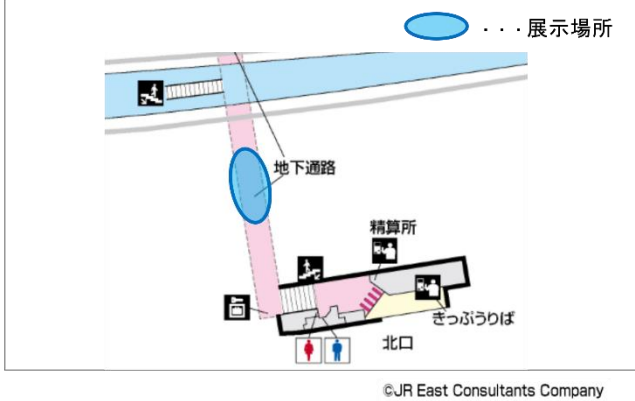 ・・・展示場所
地下通路
精算所
きっぷうりば
北口
©JR East Consultants Company